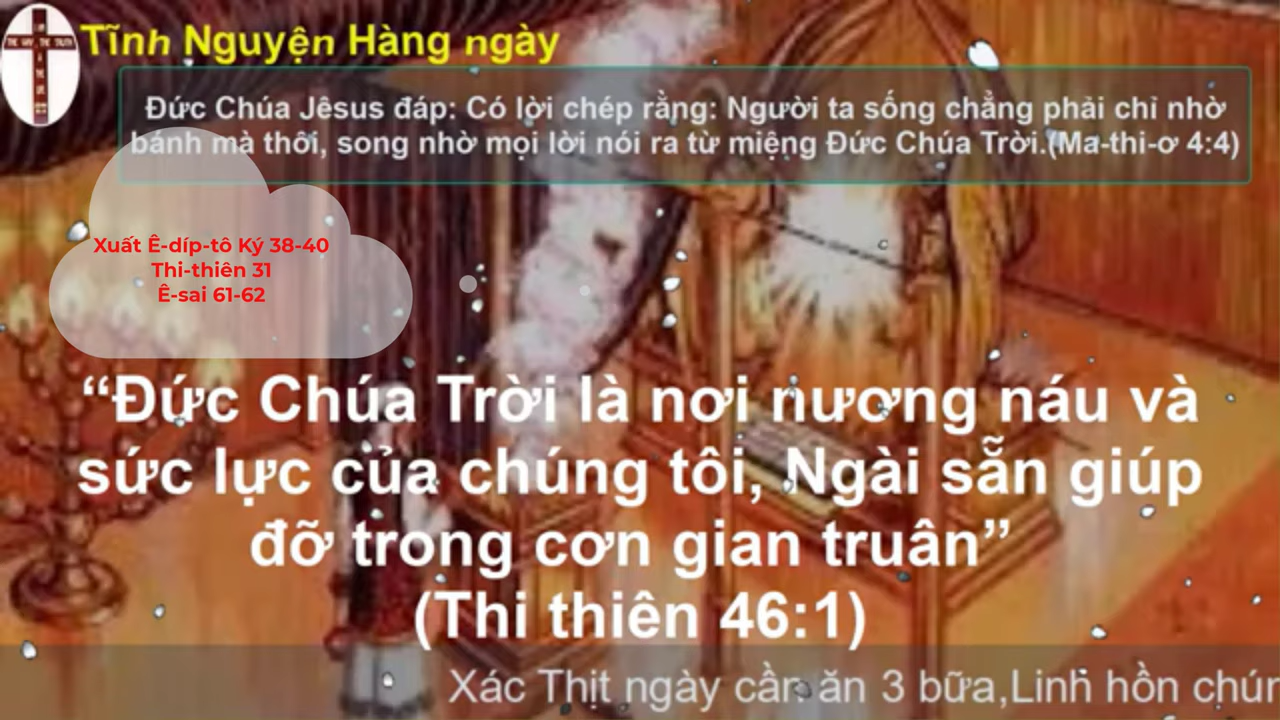 Tĩnh Nguyện Hàng ngày
Đức Chúa Jêsus đáp: Có lời chép rằng: Người ta sống chẳng phải chỉ nhờ
bánh mà thôi, song nhờ mọi lời nói ra từ miệng Đức Chúa Trời.(Ma-thi-ơ 4:4)
Xuất Ê-díp-tô Ký 38-40
Thi-thiên 31
Ê-sai 61-62
“Đức Chúa Trời là nơi nương náu và
sức lực của chúng tôi, Ngài sẵn giúp
đỡ trong cơn gian truân”
(Thi thiên 46:1)
Xác Thịt ngày cần ăn 3 bữa,Linh hồn